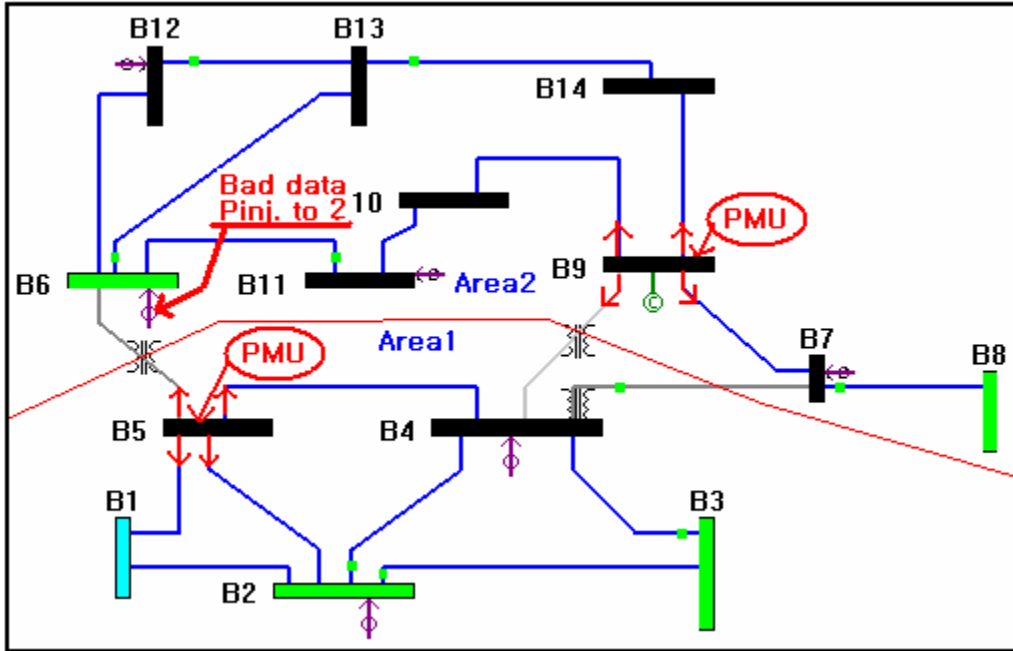 B12
B13
B14
Bad data
Pinj. to 2
10
PMU
B6
B11
Area2
B9
Area1
PMU
B7
B8
B5
B4
B1
B3
B2